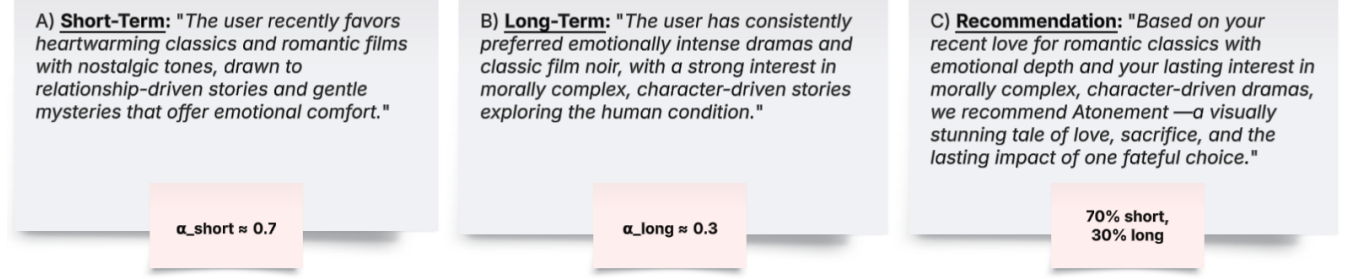 A) Short-Term: "The user recently favors
heartwarming classics and romantic films
with nostalgic tones, drawn to
relationship-driven stories and gentle
mysteries that offer emotional comfort."
α_short ≈ 0.7
B) Long-Term: "The user has consistently
preferred emotionally intense dramas and
classic film noir, with a strong interest in
morally complex, character-driven stories
exploring the human condition."
α_long ≈ 0.3
C) Recommendation: "Based on your
recent love for romantic classics with
emotional depth and your lasting interest in
morally complex, character-driven dramas,
we recommend Atonement —a visually
stunning tale of love, sacrifice, and the
lasting impact of one fateful choice."
70% short,
30% long